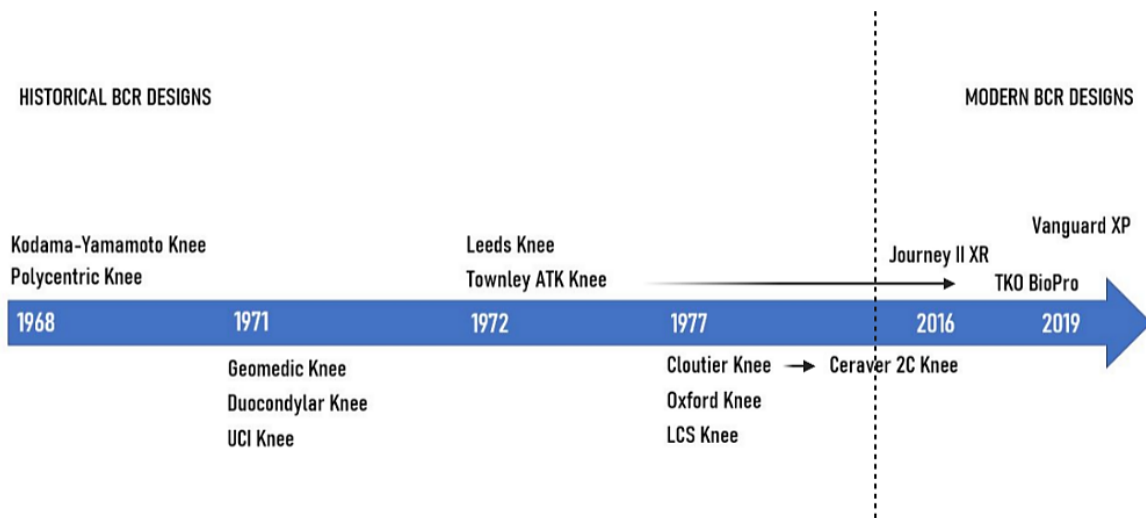 HISTORICAL BCR DESIGNS
MODERN BCR DESIGNS
Vanguard XP
Kodama-Yamamoto Knee
Leeds Knee
Journey II XR
Polycentric Knee
Townley ATK Knee
TKO BioPro
1968
1971
1972
1977
2016
2019
Geomedic Knee
Cloutier Knee
Ceraver 2C Knee
Duocondylar Knee
Oxford Knee
UCI Knee
LCS Knee